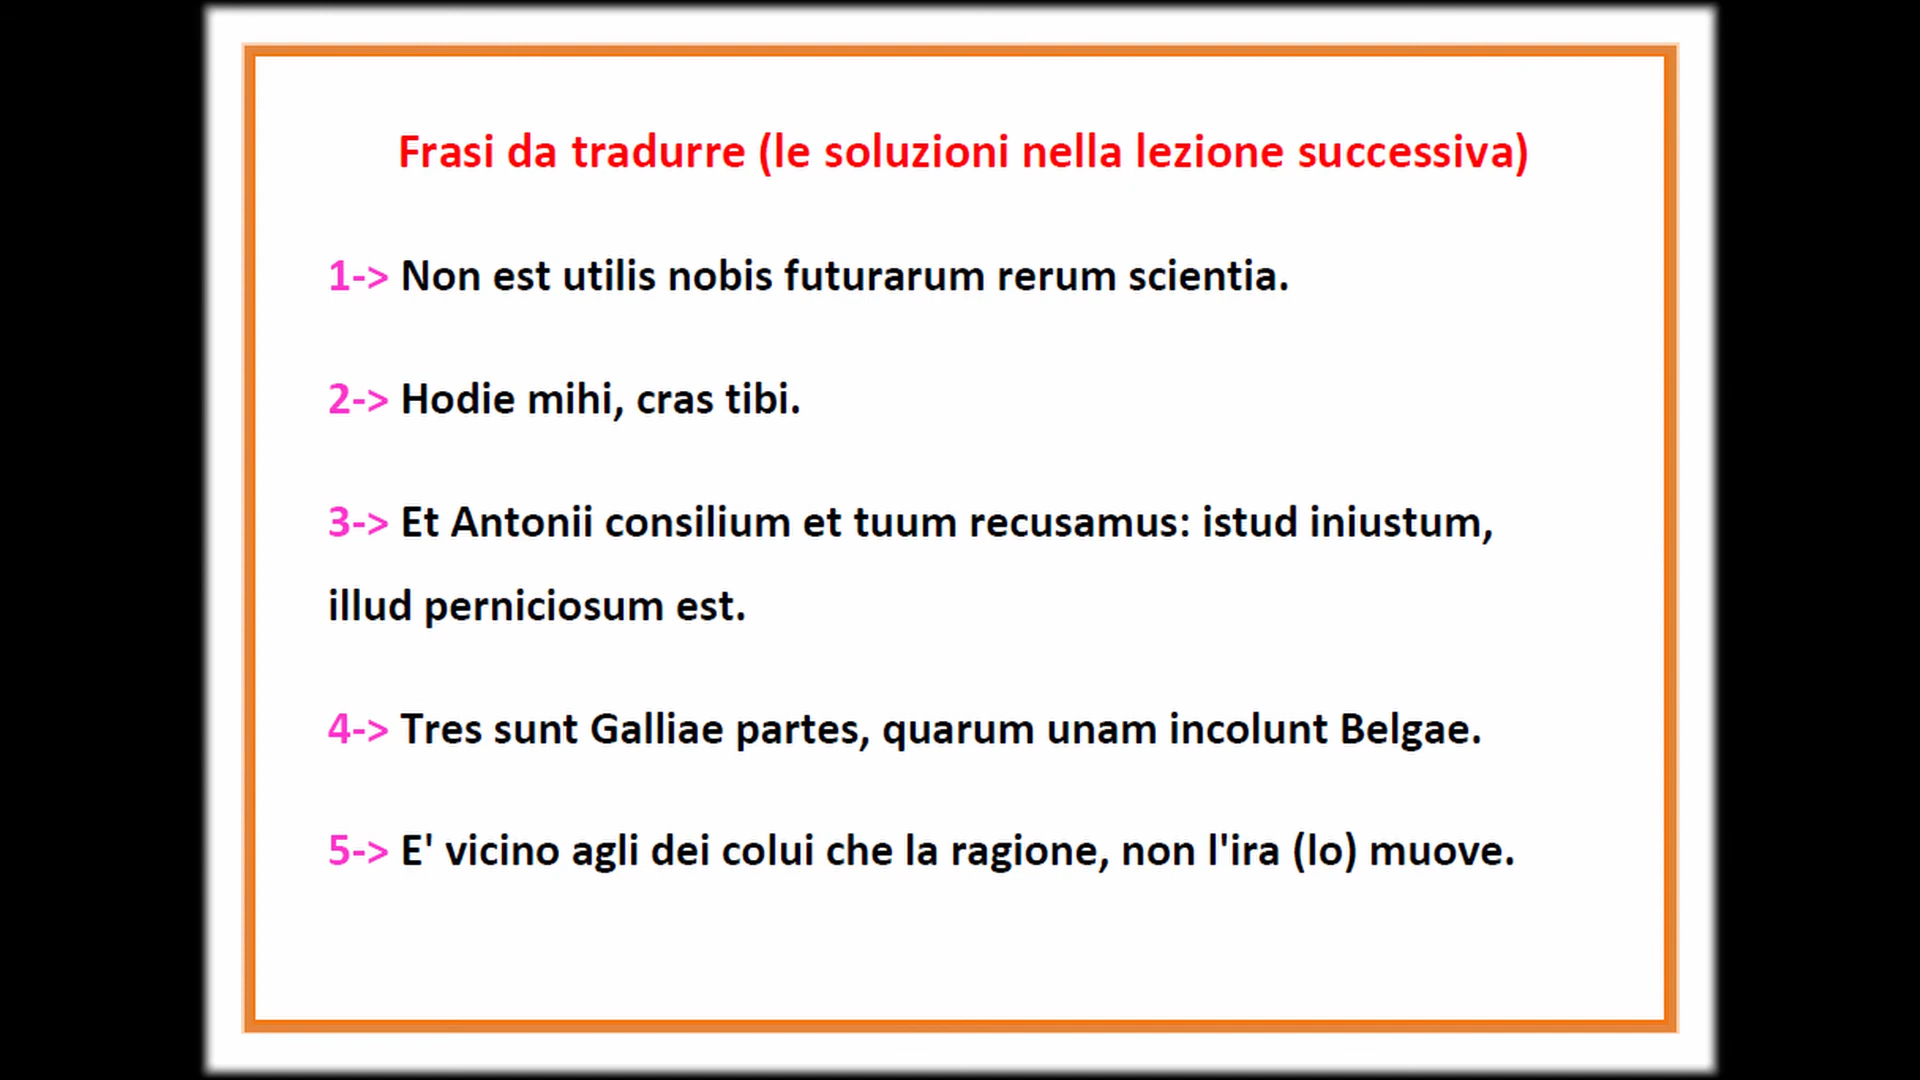 Frasi da tradurre (le soluzioni nella lezione successiva)
1-> Non est utilis nobis futurarum rerum scientia.
2-> Hodie mihi, cras tibi.
3-> Et Antonii consilium et tuum recusamus: istud iniustum,
illud perniciosum est.
4-> Tres sunt Galliae partes, quarum unam incolunt Belgae.
5-> E' vicino agli dei colui che la ragione, non l'ira (lo) muove.